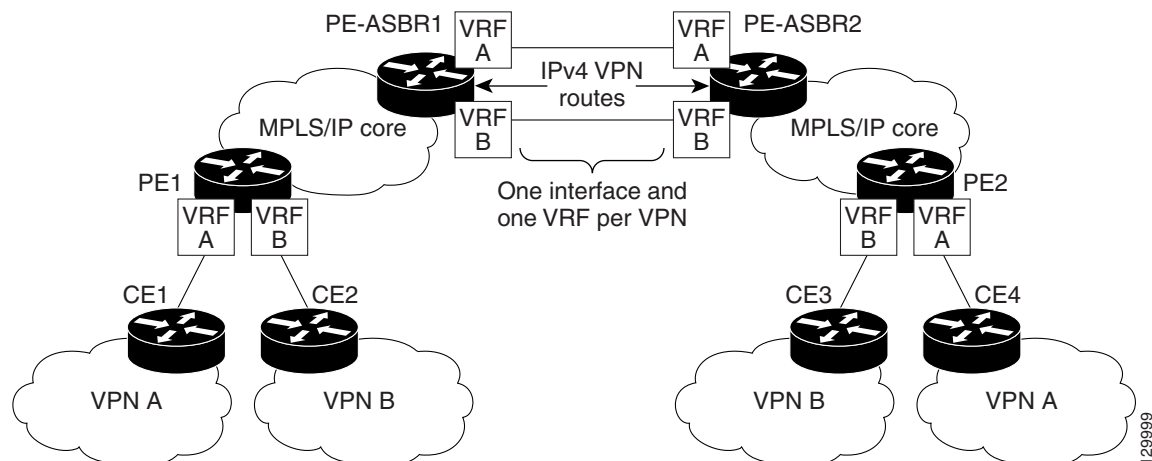 PE-ASBR1
VRF
A
VRF
A
PE-ASBR2
IPv4 VPN
routes
MPLS/IP core
VRF
B
VRF
B
MPLS/IP core
PE1
One interface and
one VRF per VPN
PE2
VRF
A
VRF
B
VRF
B
VRF
A
CE1
CE2
CE3
CE4
VPN A
VPN B
VPN B
VPN A
129999